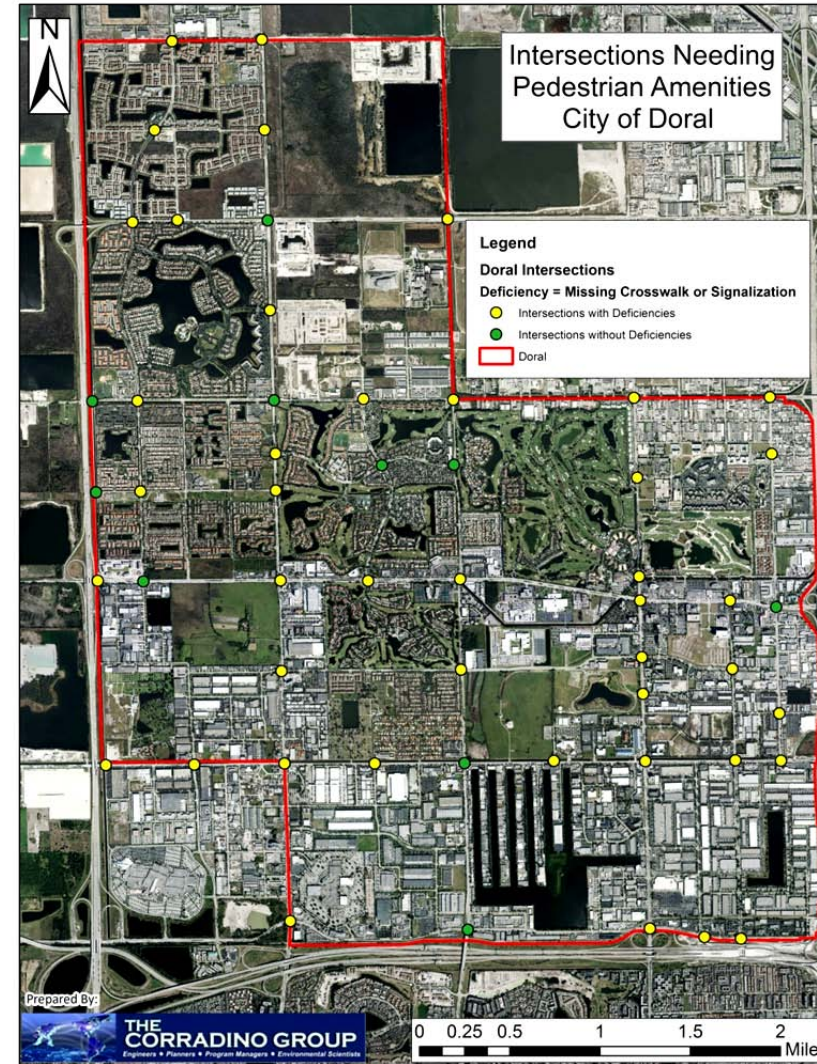 N
Intersections Needing
Pedestrian Amenities
City of Doral
Legend
Doral Intersections
Deficiency = Missing Crosswalk or Signalization
Intersections with Deficiencies
Intersections without Deficiencies
Doral
Prepared By:
THE
CORRADINO GROUP
Engineers • Planners • Program Managers • Environmental Scientists
0 0.25 0.5 1 1.5 2
Mile